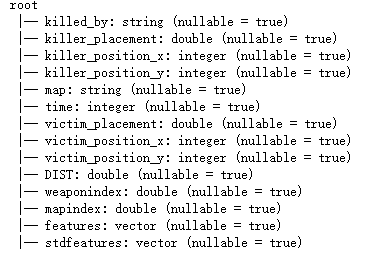 root
|-- killed_by: string (nullable = true)
|-- killer_placement: double (nullable = true)
|-- killer_position_x: integer (nullable = true)
|-- killer_position_y: integer (nullable = true)
|-- map: string (nullable = true)
|-- time: integer (nullable = true)
|-- victim_placement: double (nullable = true)
|-- victim_position_x: integer (nullable = true)
|-- victim_position_y: integer (nullable = true)
|-- DIST: double (nullable = true)
|-- weaponindex: double (nullable = true)
|-- mapindex: double (nullable = true)
|-- features: vector (nullable = true)
|-- stdfeatures: vector (nullable = true)